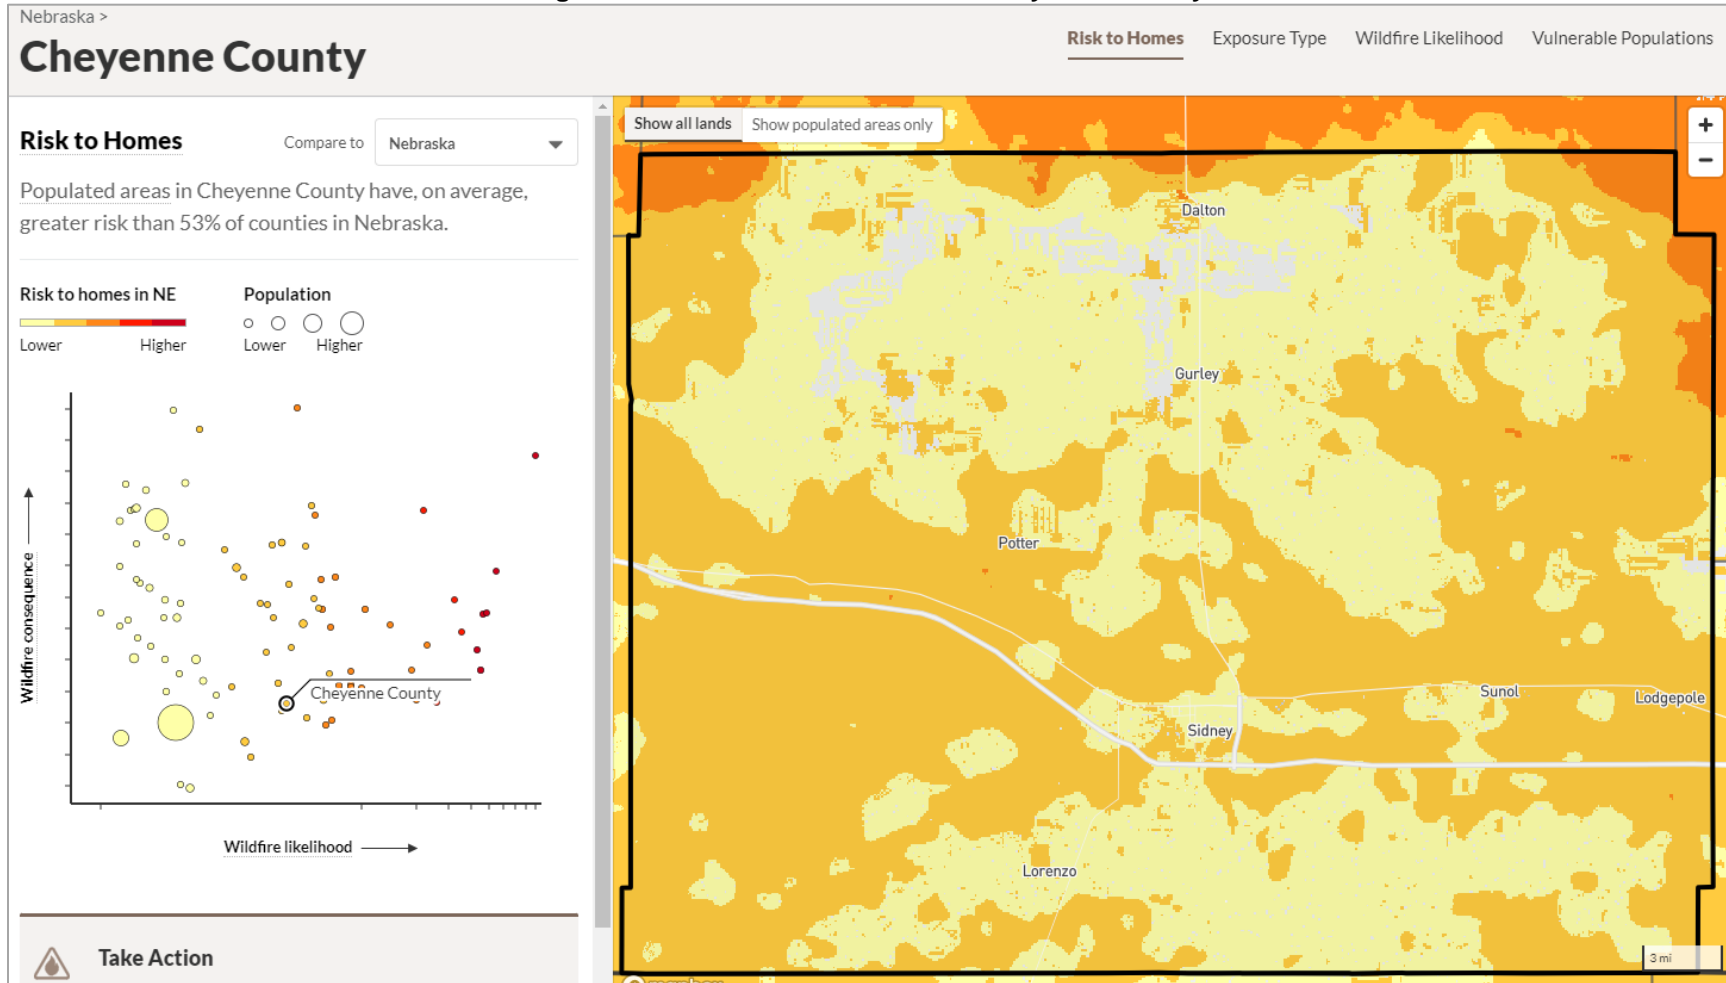 Nebraska >
Cheyenne County
Risk to Homes
Exposure Type
Wildfire Likelihood
Vulnerable Populations
Risk to Homes
Compare to
Nebraska
Populated areas in Cheyenne County have, on average,
greater risk than 53% of counties in Nebraska.
Risk to homes in NE
Population
Lower
Higher
Lower
Higher
Wildfire consequence
Cheyenne County
Wildfire likelihood
Take Action
Show all lands
Show populated areas only
+
−
Dalton
Gurley
Potter
Sunol
Lodgepole
Sidney
Lorenzo
3 mi